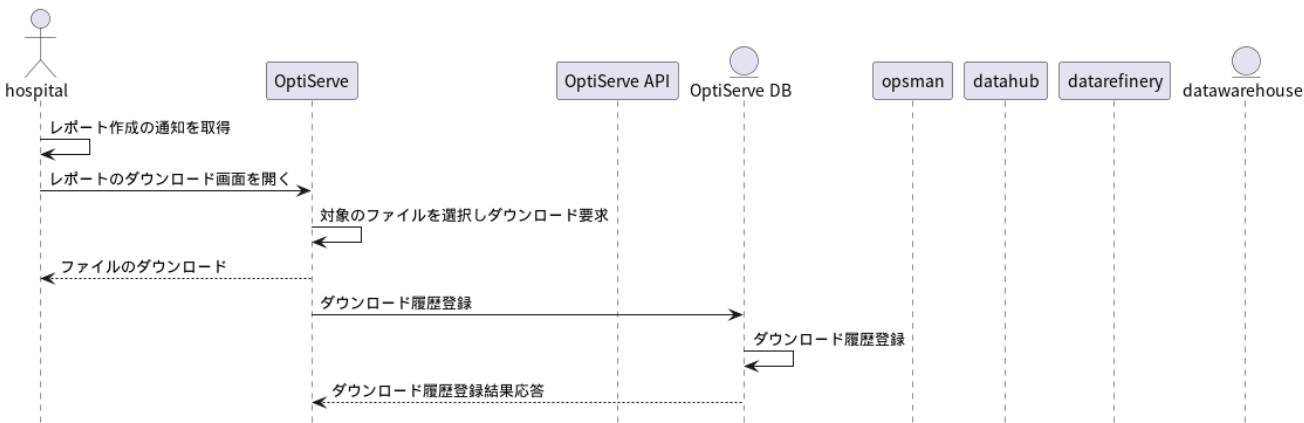 hospital
OptiServe
OptiServe API
OptiServe DB
opsman
datahub
datarefinery
datawarehouse
レポート作成の通知を取得
レポートのダウンロード画面を開く
対象のファイルを選択しダウンロード要求
ファイルのダウンロード
ダウンロード履歴登録
ダウンロード履歴登録
ダウンロード履歴登録結果応答